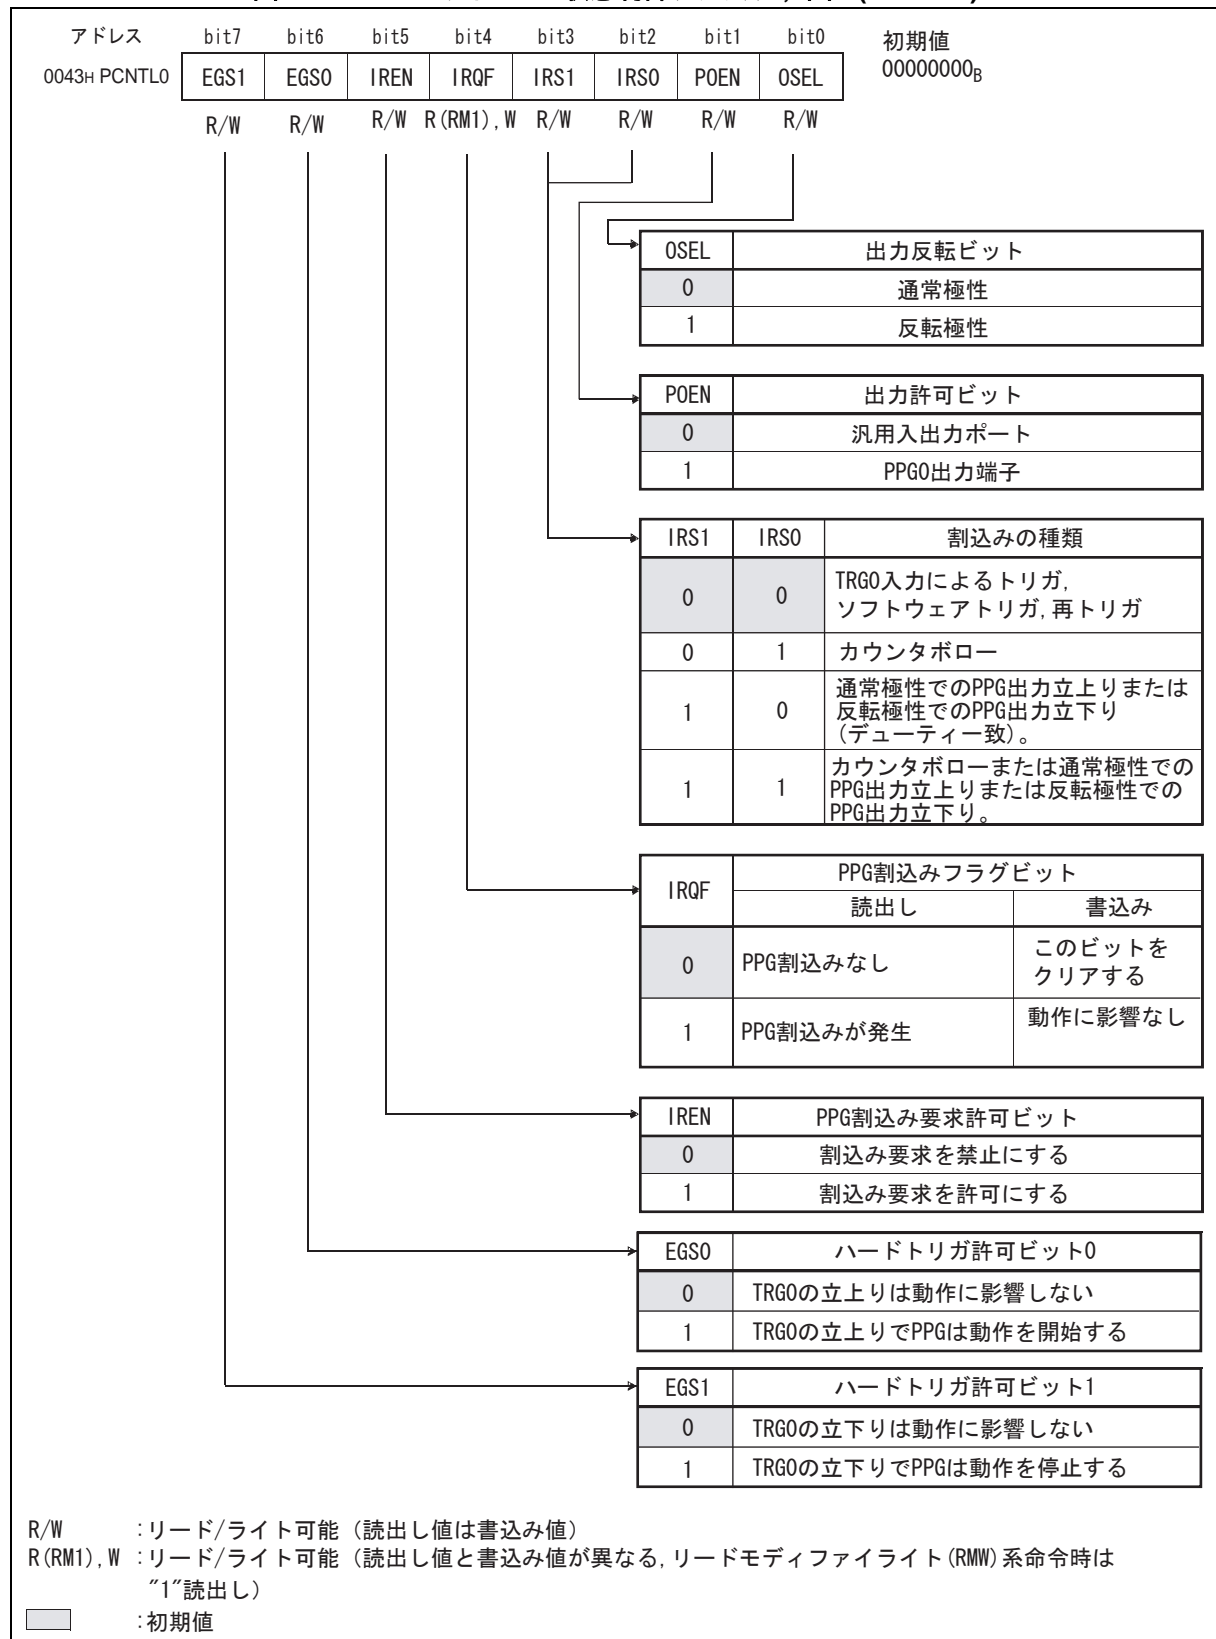 アドレス bit7 bit6 bit5 bit4 bit3 bit2 bit1 bit0 初期値
0043H PCNTL0 EGS1 EGS0 IREN IRQF IRS1 IRS0 POEN OSEL 00000000B
R/W R/W R/W R(RM1),W R/W R/W R/W R/W
OSEL 出力反転ビット
0 通常極性
1 反転極性
POEN 出力許可ビット
0 汎用入出力ポート
1 PPG0出力端子
IRS1 IRS0 割込みの種類
0 0 TRG0入力によるトリガ,
ソフトウェアトリガ,再トリガ
0 1 カウンタボロー
1 0 通常極性でのPPG出力立上りまたは
反転極性でのPPG出力立下り
(デューティ一致)。
1 1 カウンタボローまたは通常極性での
PPG出力立上りまたは反転極性での
PPG出力立下り。
IRQF PPG割込みフラグビット
読出し 書込み
0 PPG割込みなし このビットを
クリアする
1 PPG割込みが発生 動作に影響なし
IREN PPG割込み要求許可ビット
0 割込み要求を禁止にする
1 割込み要求を許可にする
EGS0 ハードトリガ許可ビット0
0 TRG0の立上りは動作に影響しない
1 TRG0の立上りでPPGは動作を開始する
EGS1 ハードトリガ許可ビット1
0 TRG0の立下りは動作に影響しない
1 TRG0の立下りでPPGは動作を停止する
R/W :リード/ライト可能(読出し値は書込み値)
R(RM1),W :リード/ライト可能(読出し値と書込み値が異なる,リードモディファイライト(RMW)系命令時は
"1"読出し)
:初期値